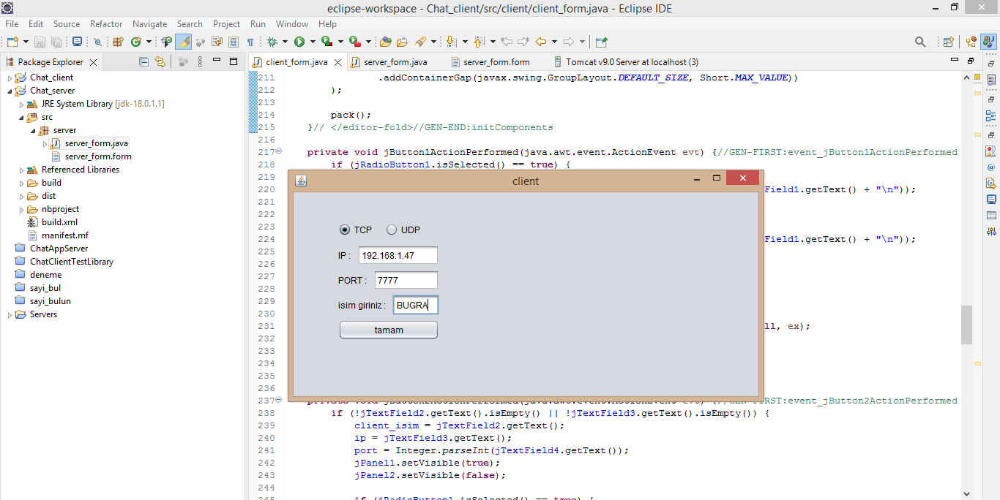 eclipse-workspace - Chat_client/src/client/client_form.java - Eclipse IDE
File Edit Source Refactor Navigate Search Project Run Window Help
Package Explorer
client_form.java server_form.java server_form.form Tomcat v9.0 Server at localhost (3)
Chat_client
Chat_server
JRE System Library [jdk-18.0.1.1]
src
server
server_form.java
server_form.form
Referenced Libraries
build
dist
nbproject
build.xml
manifest.mf
ChatAppServer
ChatClientTestLibrary
deneme
sayi_bul
sayi_bulun
Servers
211 .addContainerGap(javax.swing.GroupLayout.DEFAULT_SIZE, Short.MAX_VALUE))
212 );
213
214 pack();
215 }// </editor-fold>//GEN-END:initComponents
216
217 private void jButton1ActionPerformed(java.awt.event.ActionEvent evt) {//GEN-FIRST:event_jButton1ActionPerformed
218 if (jRadioButton1.isSelected() == true) {
219
220 Field1.getText() + "\n"));
221
222
223
224 Field1.getText() + "\n"));
225
226
227
228
229
230
231 ll, ex);
232
233
234
235
236
client
TCP UDP
IP : 192.168.1.47
PORT : 7777
isim giriniz : BUGRA
tamam
237 private void jButton2ActionPerformed(java.awt.event.ActionEvent evt) {//GEN-FIRST:event_jButton2ActionPerformed
238 if (!jTextField2.getText().isEmpty() || !jTextField3.getText().isEmpty()) {
239 client_isim = jTextField2.getText();
240 ip = jTextField3.getText();
241 port = Integer.parseInt(jTextField4.getText());
242 jPanel1.setVisible(true);
243 jPanel2.setVisible(false);
244
245 if (jRadioButton1.isSelected() == true) {